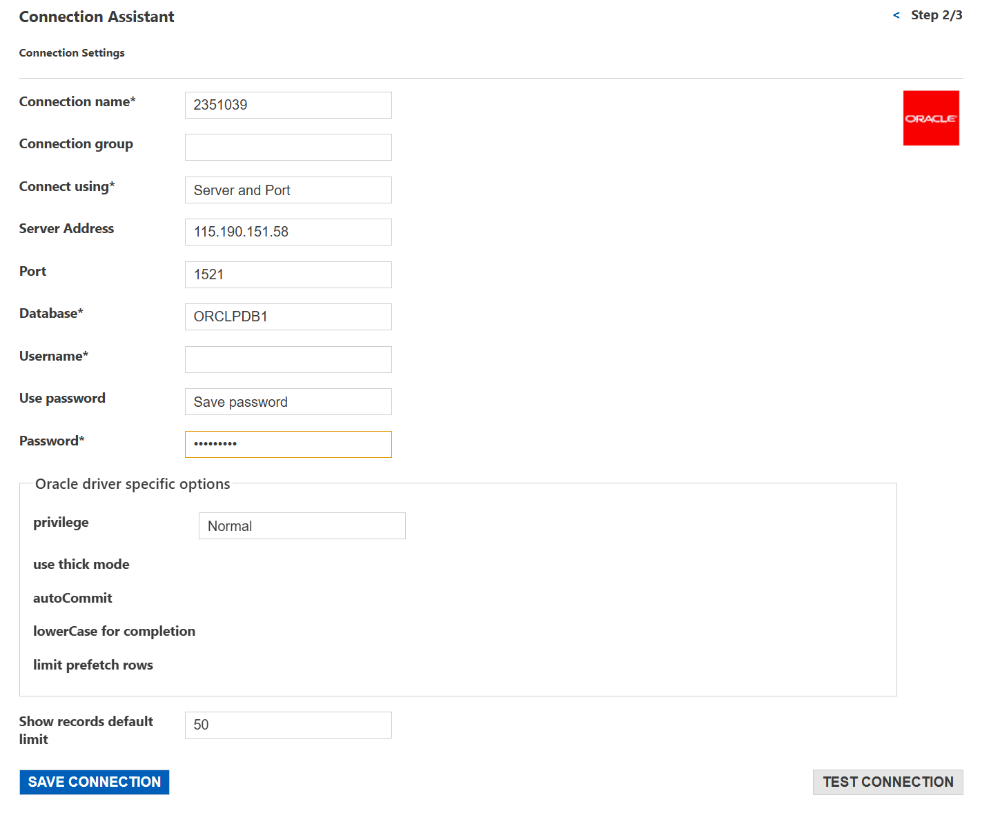 Connection Assistant
< Step 2/3
Connection Settings
Connection name* 2351039
ORACLE
Connection group
Connect using* Server and Port
Server Address 115.190.151.58
Port 1521
Database* ORCLPDB1
Username*
Use password Save password
Password* •••••••••
Oracle driver specific options
privilege Normal
use thick mode
autoCommit
lowerCase for completion
limit prefetch rows
Show records default
limit
50
SAVE CONNECTION
TEST CONNECTION